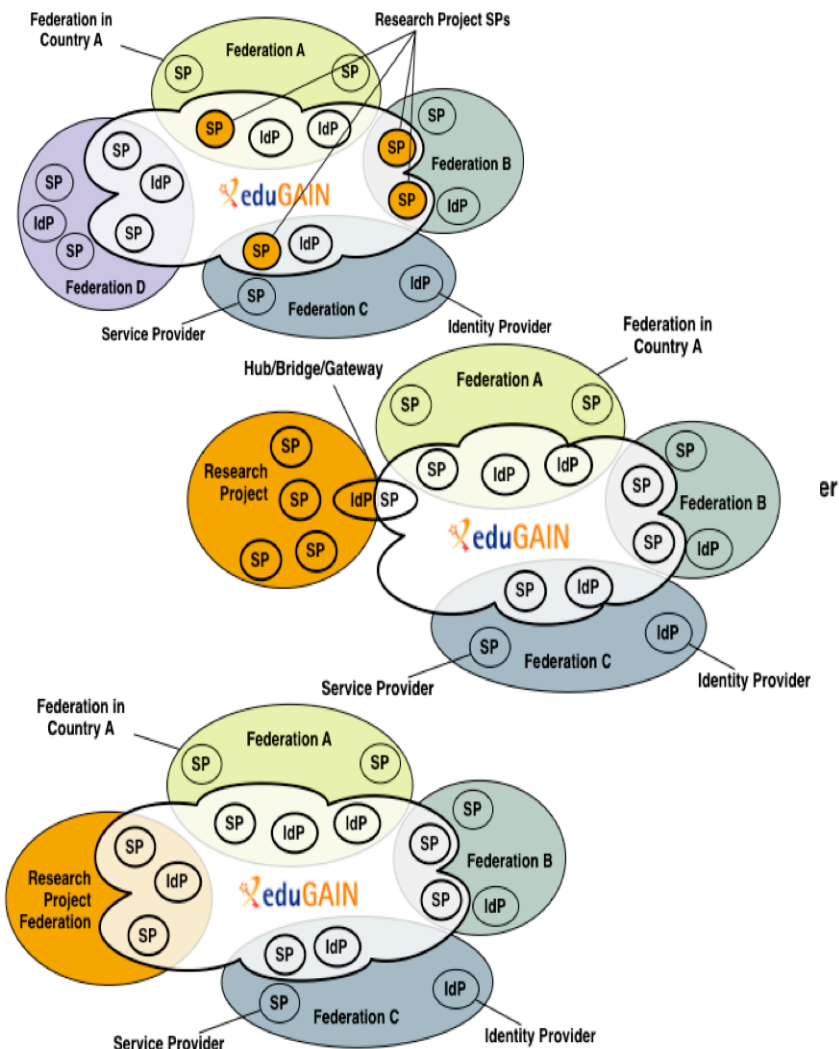 Federation in
Country A
Research Project SPs
Federation A
SP
SP
SP
IdP
IdP
SP
SP
Federation B
SP
IdP
SP
IdP
SP
SP
IdP
SP
Federation D
eduGAIN
SP
IdP
SP
Federation C
IdP
Service Provider
Identity Provider
Hub/Bridge/Gateway
Federation in
Country A
Federation A
SP
SP
SP
IdP
IdP
Research
Project
SP
SP
SP
SP
IdP
SP
eduGAIN
SP
SP
Federation B
SP
IdP
er
SP
IdP
SP
Federation C
IdP
Service Provider
Identity Provider
Federation in
Country A
Federation A
SP
SP
SP
IdP
IdP
Research
Project
Federation
SP
IdP
SP
eduGAIN
SP
SP
SP
Federation B
IdP
SP
IdP
SP
Federation C
IdP
Service Provider
Identity Provider